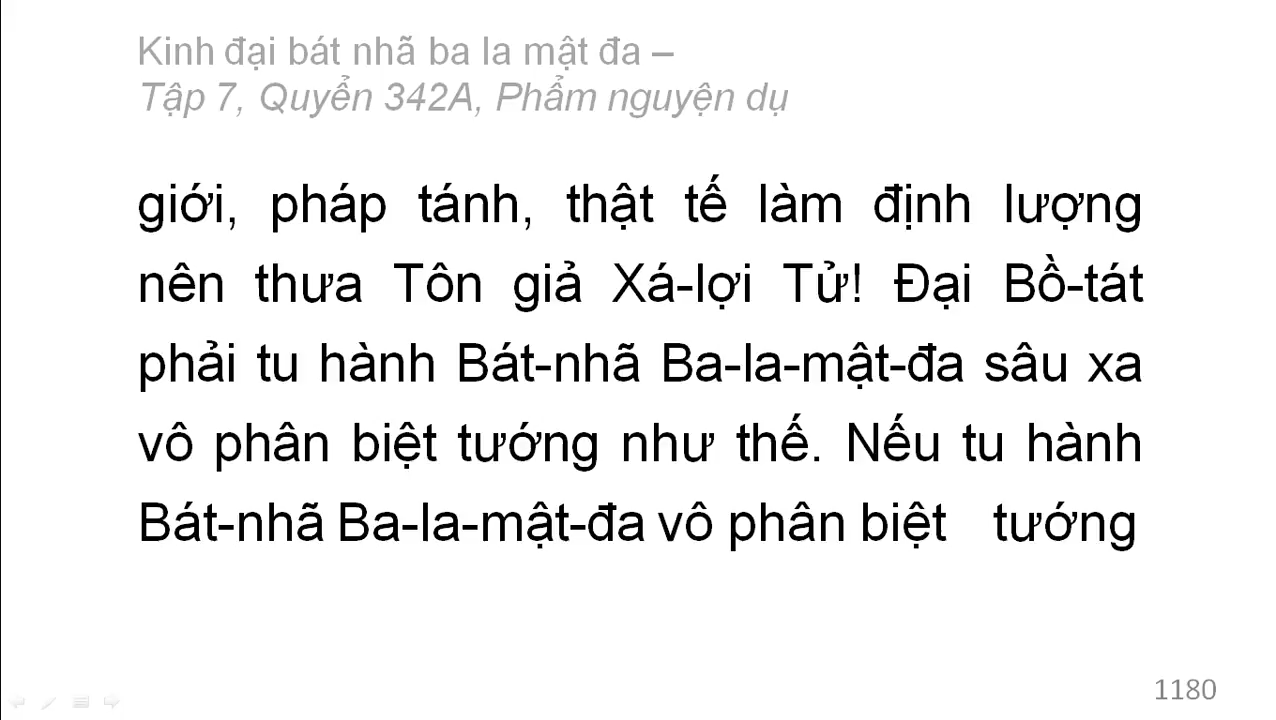 Kinh đại bát nhã ba la mật đa –
Tập 7, Quyển 342A, Phẩm nguyện dụ
giới, pháp tánh, thật tế làm định lượng
nên thưa Tôn giả Xá-lợi Tử! Đại Bồ-tát
phải tu hành Bát-nhã Ba-la-mật-đa sâu xa
vô phân biệt tướng như thế. Nếu tu hành
Bát-nhã Ba-la-mật-đa vô phân biệt tướng
1180